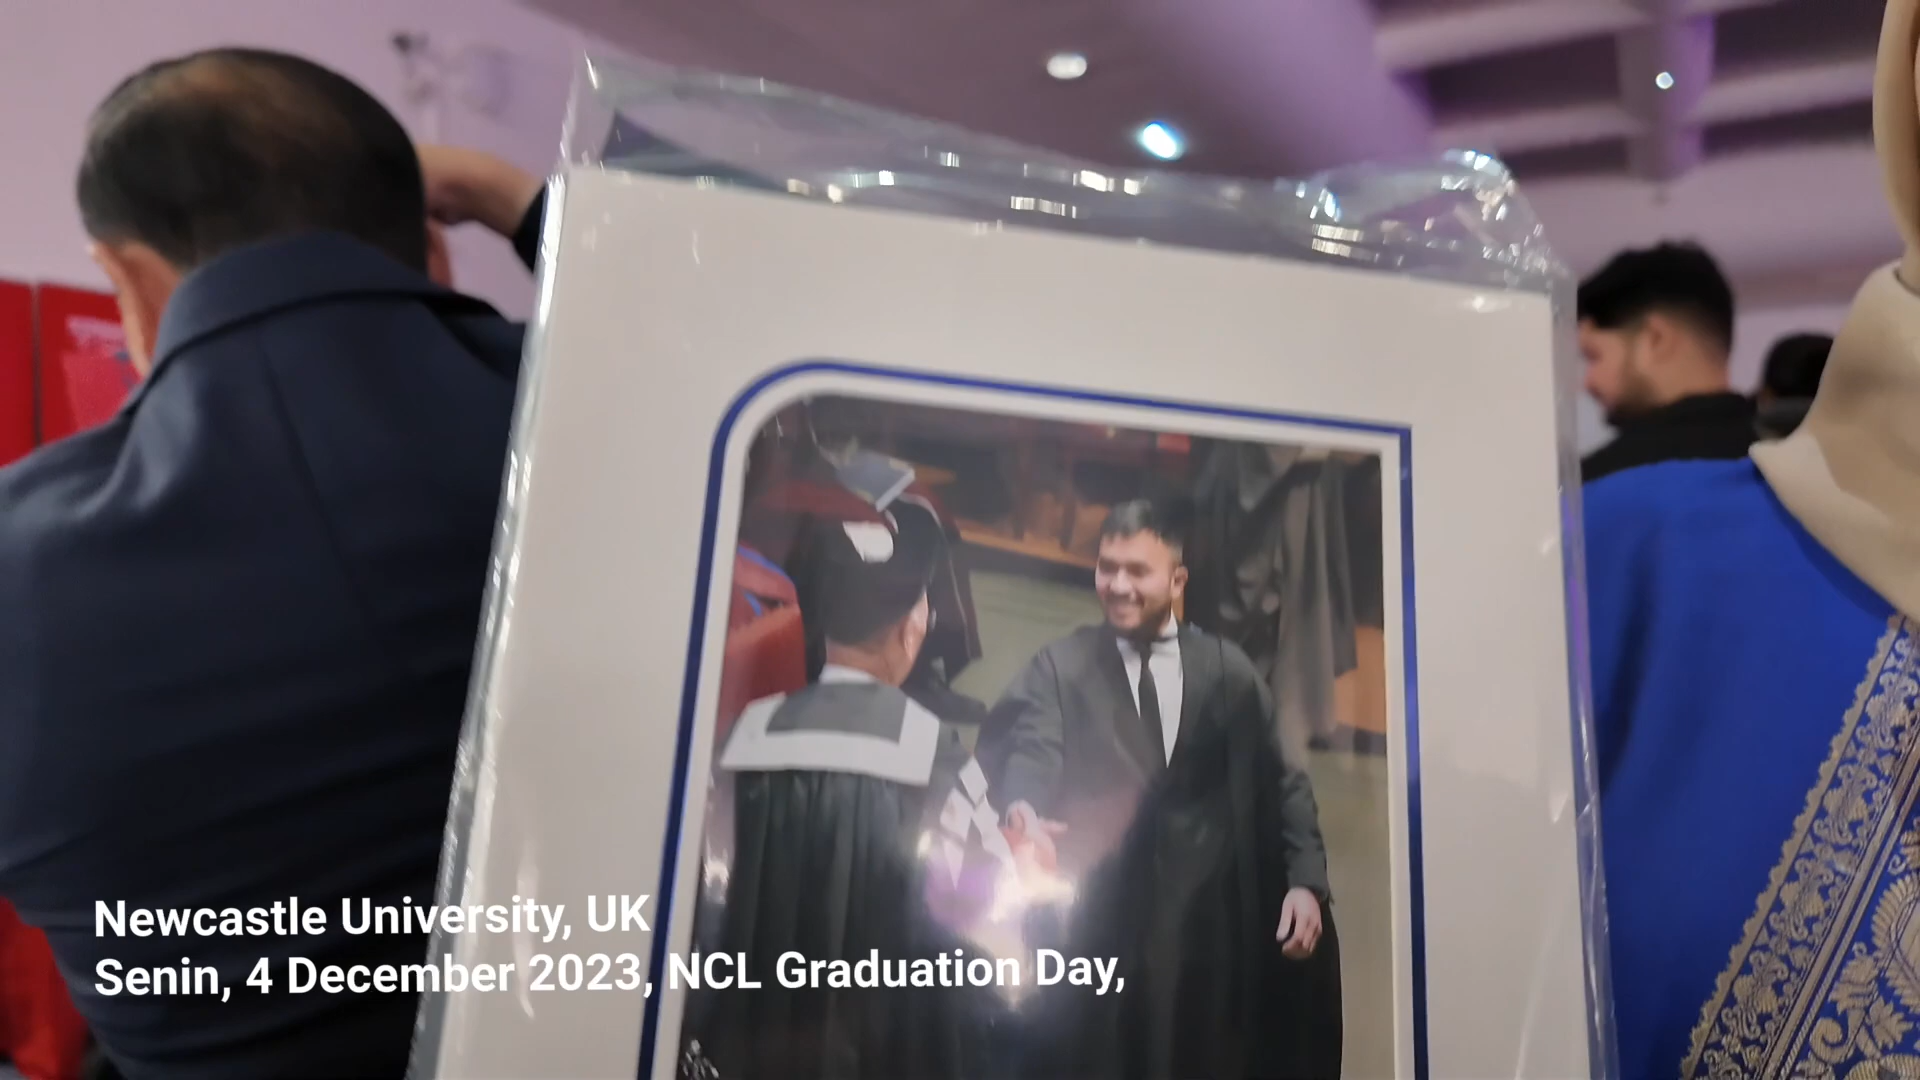 Newcastle University, UK
Senin, 4 December 2023, NCL Graduation Day,